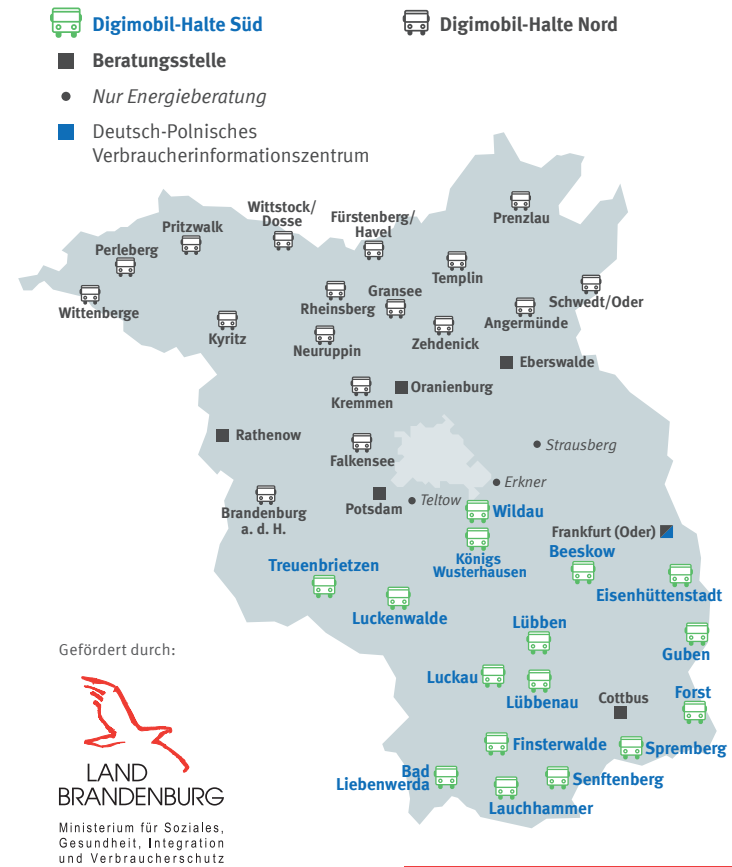 Digimobil-Halte Süd
Digimobil-Halte Nord
Beratungsstelle
Nur Energieberatung
Deutsch-Polnisches
Verbraucherinformationszentrum
Prenzlau
Wittstock/
Dosse
Fürstenberg/
Havel
Pritzwalk
Perleberg
Templin
Wittenberge
Rheinsberg
Gransee
Schwedt/Oder
Angermünde
Kyritz
Neuruppin
Zehdenick
Eberswalde
Oranienburg
Kremmen
Rathenow
Strausberg
Falkensee
Erkner
Teltow
Potsdam
Brandenburg
a. d. H.
Wildau
Frankfurt (Oder)
Königs
Wusterhausen
Beeskow
Treuenbrietzen
Eisenhüttenstadt
Luckenwalde
Lübben
Guben
Luckau
Lübbenau
Forst
Cottbus
Finsterwalde
Spremberg
Bad
Liebenwerda
Senftenberg
Lauchhammer
Gefördert durch:
LAND
BRANDENBURG
Ministerium für Soziales,
Gesundheit, Integration
und Verbraucherschutz